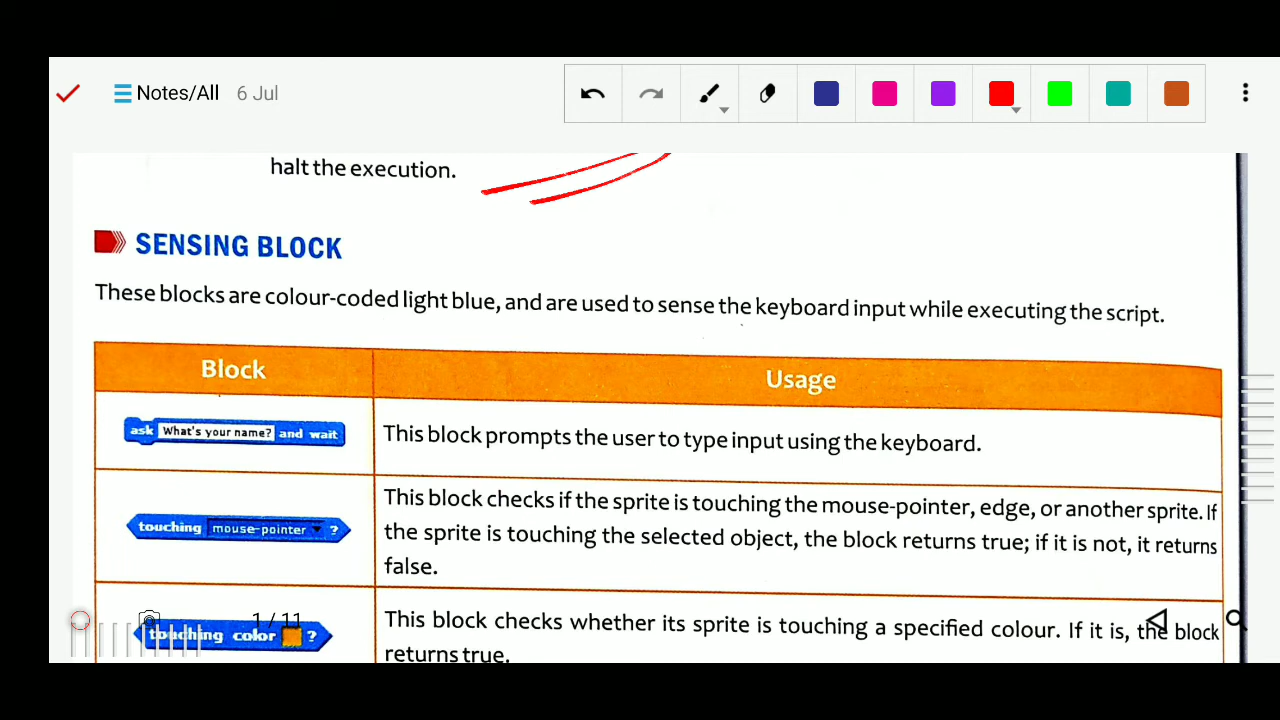 Notes/All 6 Jul
halt the execution.
SENSING BLOCK
These blocks are colour-coded light blue, and are used to sense the keyboard input while executing the script.
Block Usage
ask What's your name? and wait
This block prompts the user to type input using the keyboard.
touching mouse-pointer ?
This block checks if the sprite is touching the mouse-pointer, edge, or another sprite. If
the sprite is touching the selected object, the block returns true; if it is not, it returns
false.
1 / 11
touching color ?
This block checks whether its sprite is touching a specified colour. If it is, the block
returns true.